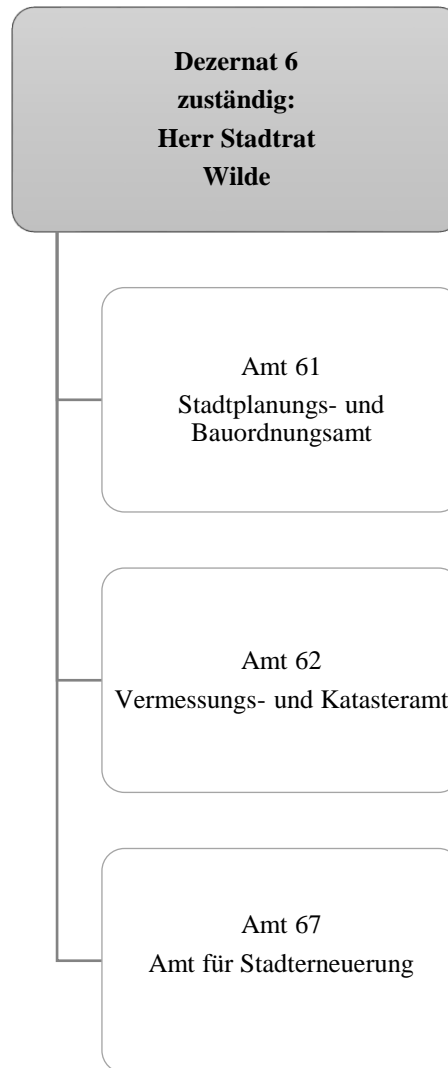 Dezernat 6
zuständig:
Herr Stadtrat
Wilde
Amt 61
Stadtplanungs- und
Bauordnungsamt
Amt 62
Vermessungs- und Katasteramt
Amt 67
Amt für Stadterneuerung